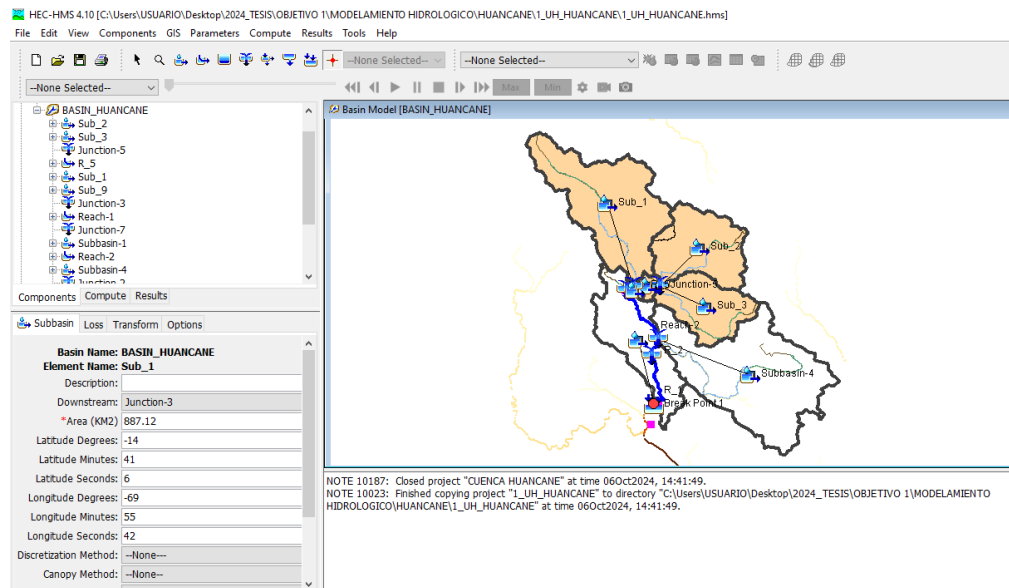 HEC-HMS 4.10 [C:\Users\USUARIO\Desktop\2024_TESIS\OBJETIVO 1\MODELAMIENTO HIDROLOGICO\HUANCANE\1_UH_HUANCANE\1_UH_HUANCANE.hms]
File Edit View Components GIS Parameters Compute Results Tools Help
--None Selected-- --None Selected--
--None Selected-- Max Min
BASIN_HUANCANE
Sub_2
Sub_3
Junction-5
R_5
Sub_1
Sub_9
Junction-3
Reach-1
Junction-7
Subbasin-1
Reach-2
Subbasin-4
Junction-2
Components Compute Results
Subbasin Loss Transform Options
Basin Name: BASIN_HUANCANE
Element Name: Sub_1
Description:
Downstream: Junction-3
*Area (KM2) 887.12
Latitude Degrees: -14
Latitude Minutes: 41
Latitude Seconds: 6
Longitude Degrees: -69
Longitude Minutes: 55
Longitude Seconds: 42
Discretization Method: --None--
Canopy Method: --None--
Basin Model [BASIN_HUANCANE]
Sub_1
Sub_2
Sub_3
Reach-2
Subbasin-4
Break Point 1
NOTE 10187: Closed project "CUENCA HUANCANE" at time 06Oct2024, 14:41:49.
NOTE 10023: Finished copying project "1_UH_HUANCANE" to directory "C:\Users\USUARIO\Desktop\2024_TESIS\OBJETIVO 1\MODELAMIENTO
HIDROLOGICO\HUANCANE\1_UH_HUANCANE" at time 06Oct2024, 14:41:49.